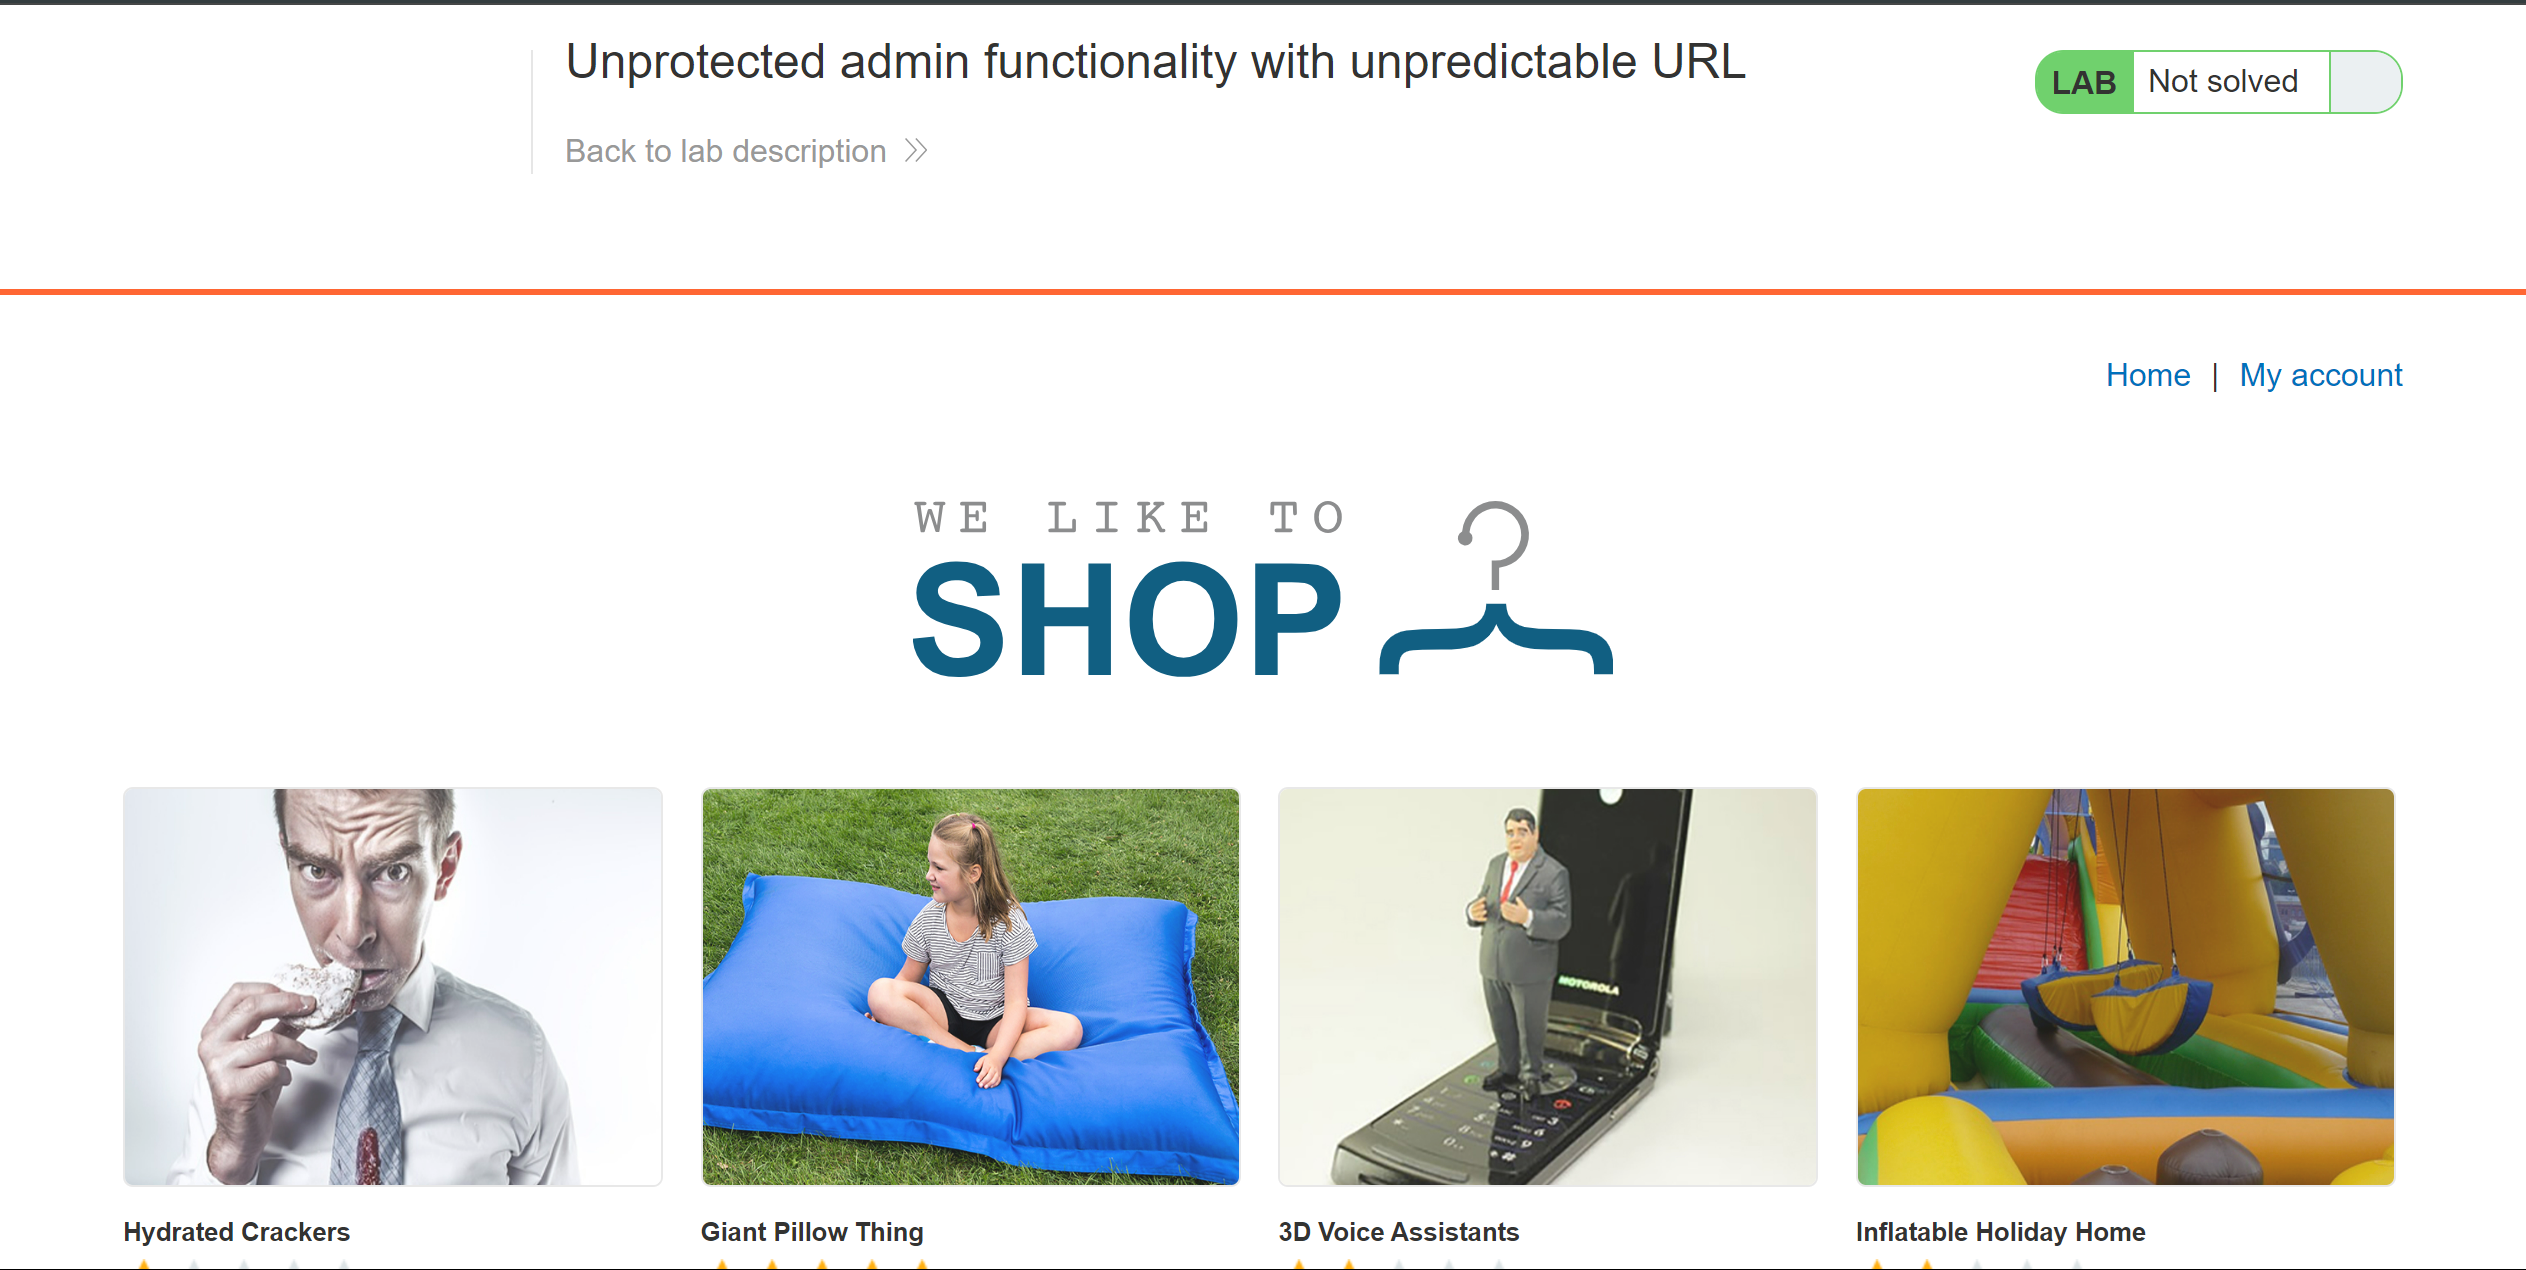 Unprotected admin functionality with unpredictable URL
LAB Not solved
Back to lab description
Home | My account
WE LIKE TO
SHOP
MOTOROLA
Hydrated Crackers
Giant Pillow Thing
3D Voice Assistants
Inflatable Holiday Home